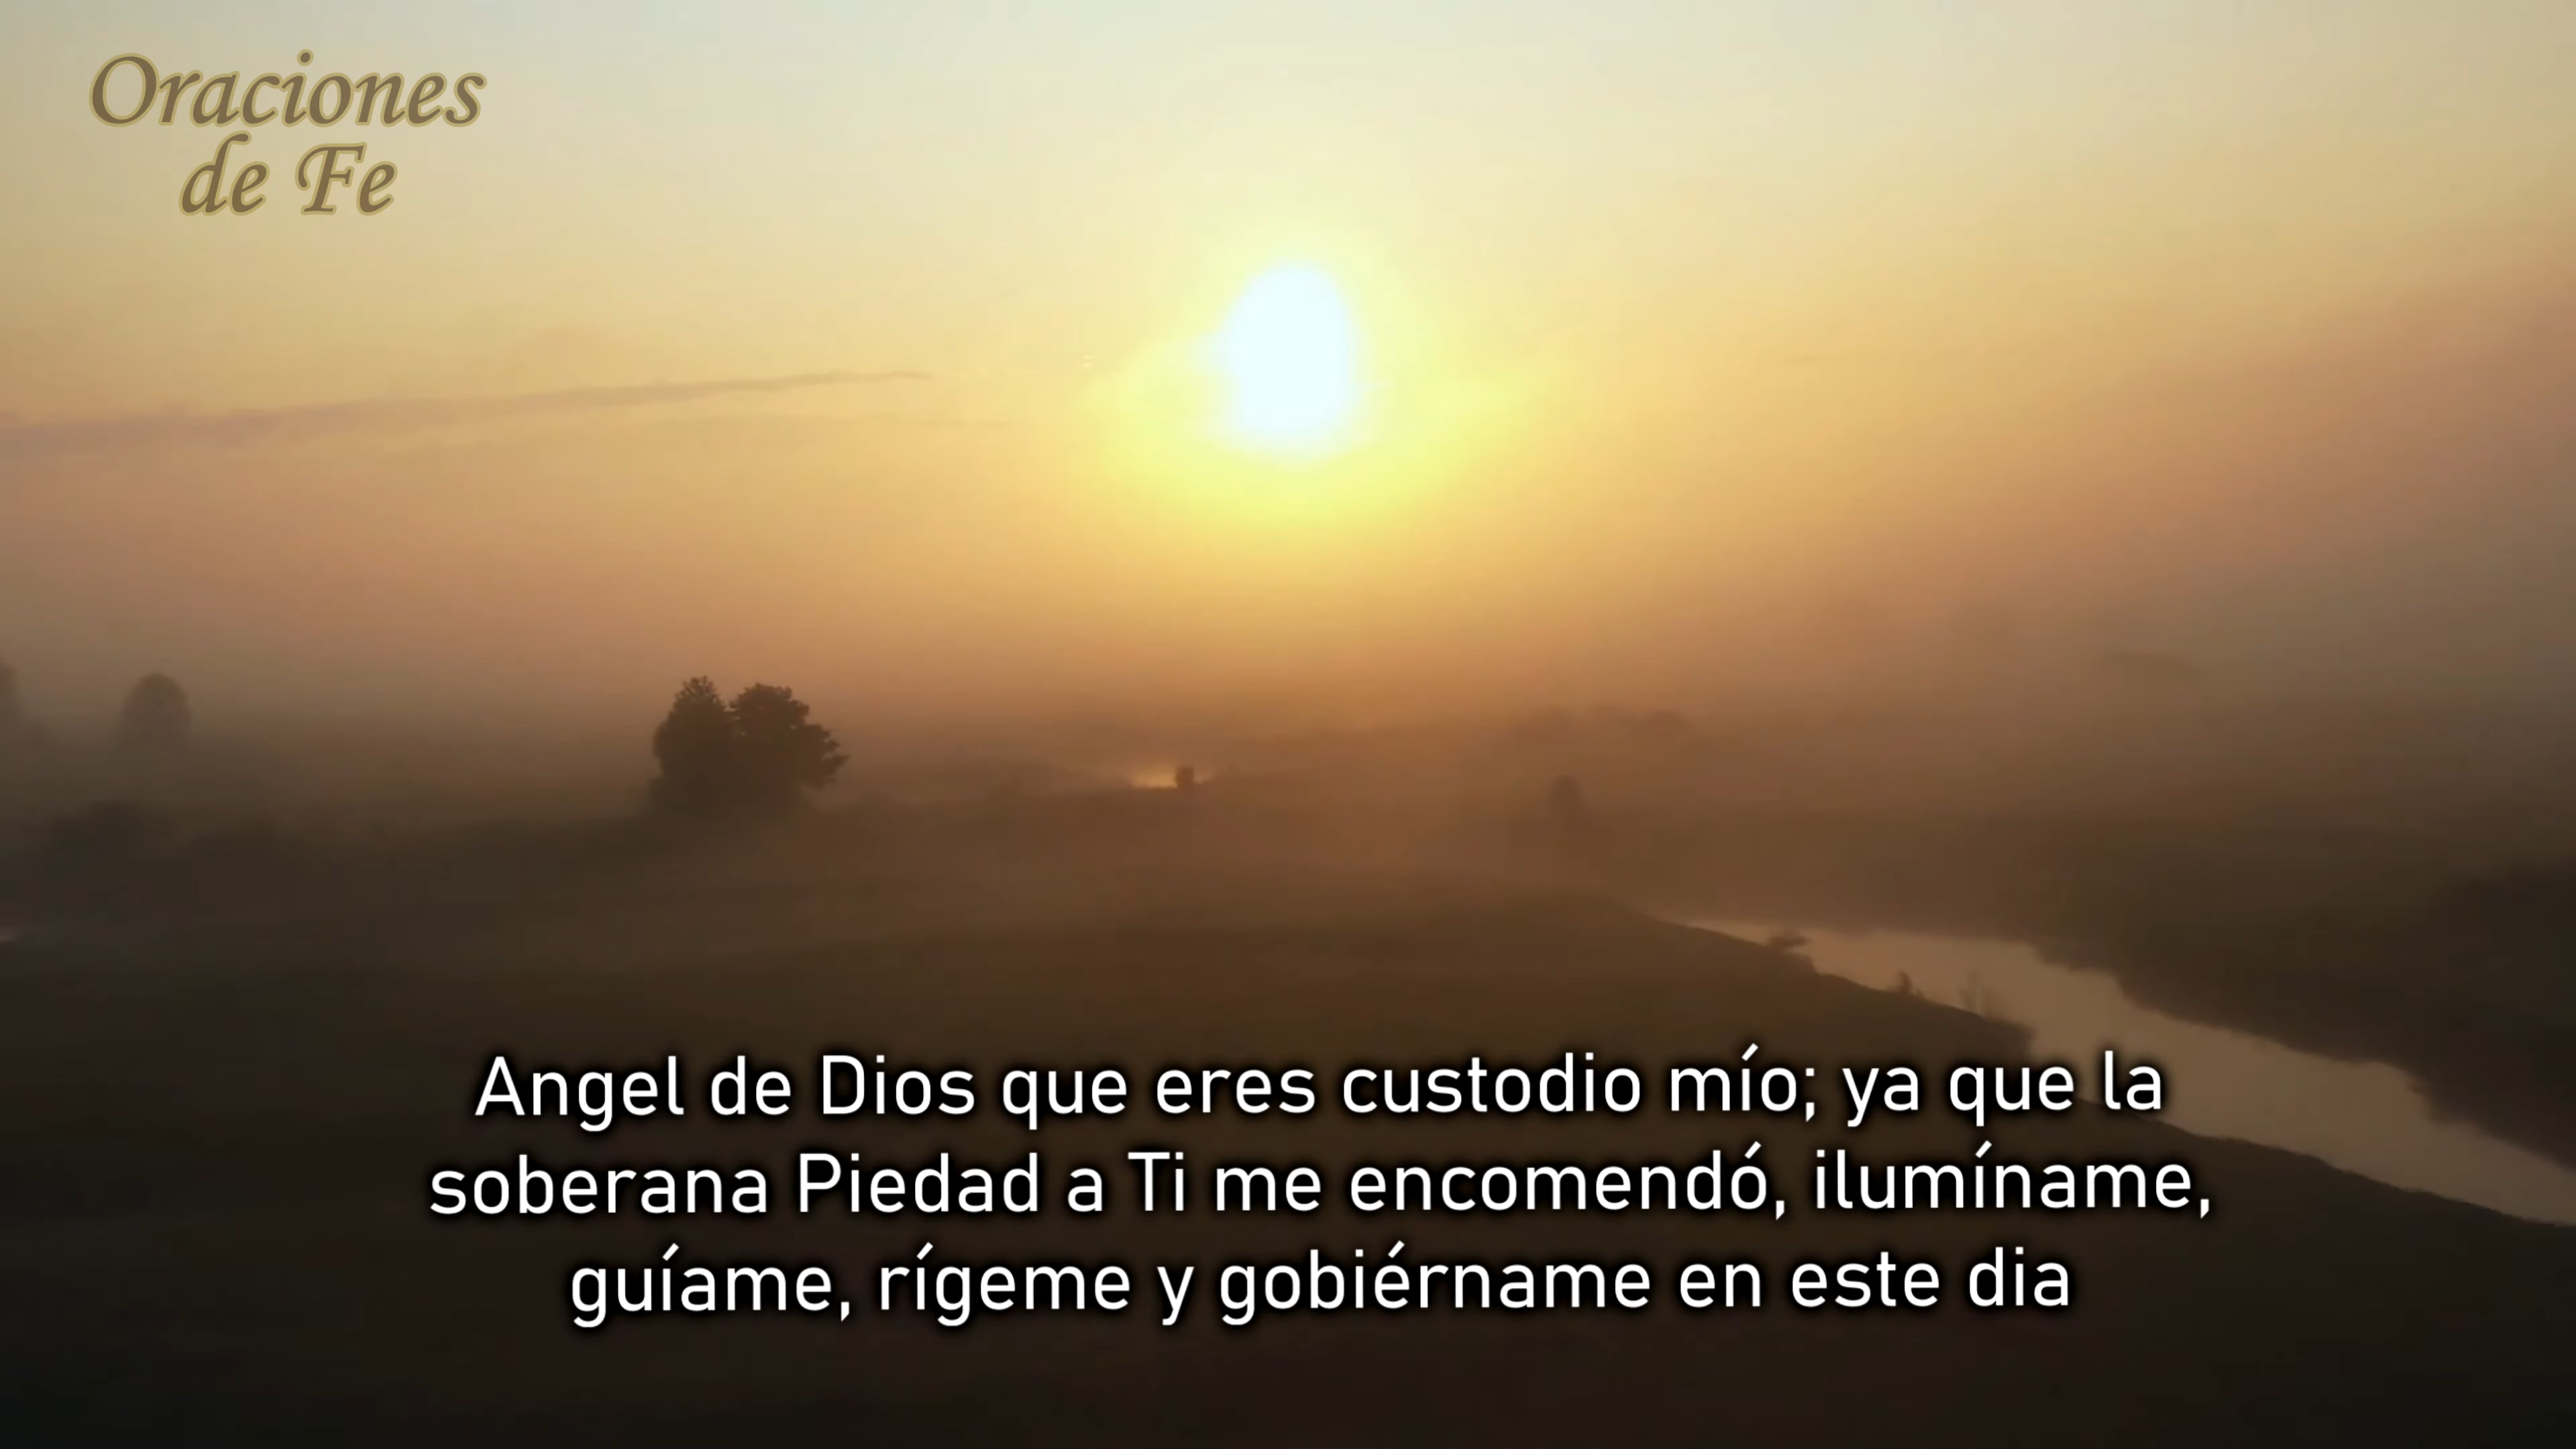 Oraciones
de Fe
Angel de Dios que eres custodio mío; ya que la
soberana Piedad a Ti me encomendó, ilumíname,
guíame, rígeme y gobiérname en este dia